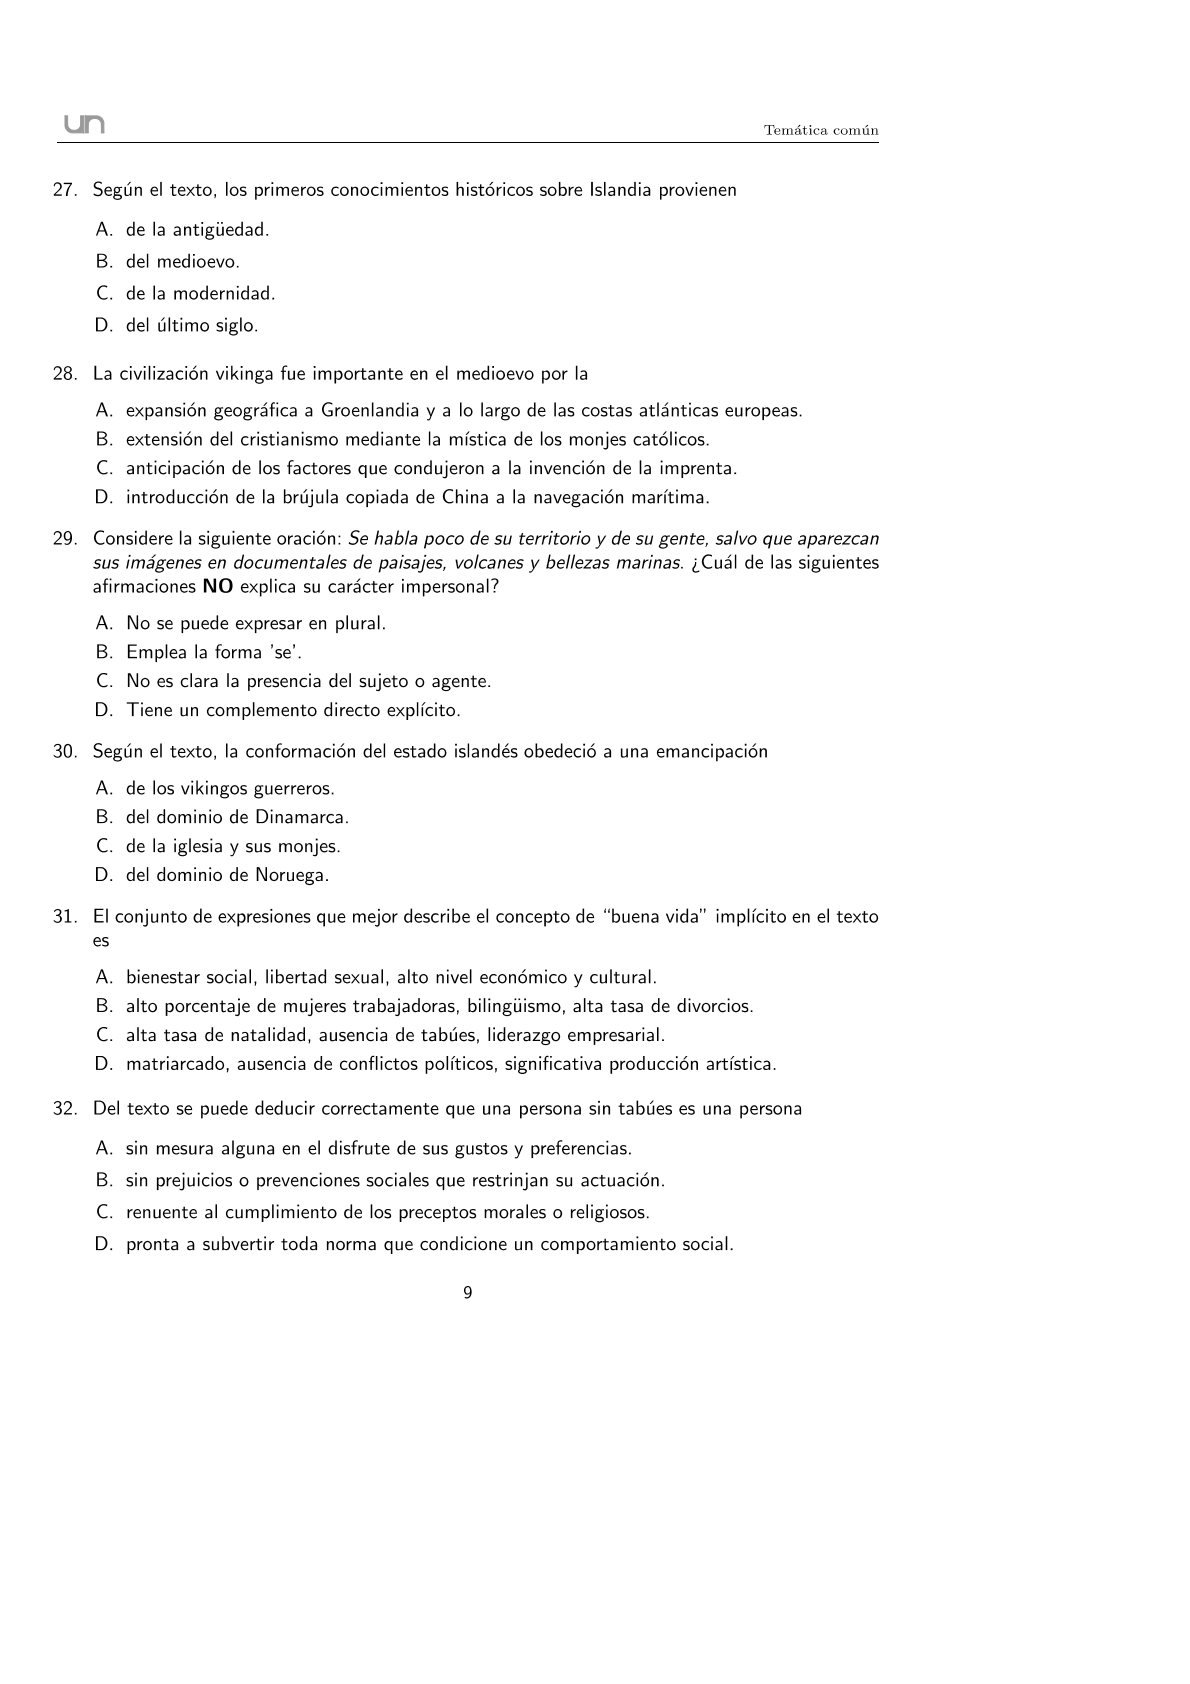 un
Temática común
27. Según el texto, los primeros conocimientos históricos sobre Islandia provienen
A. de la antigüedad.
B. del medioevo.
C. de la modernidad.
D. del último siglo.
28. La civilización vikinga fue importante en el medioevo por la
A. expansión geográfica a Groenlandia y a lo largo de las costas atlánticas europeas.
B. extensión del cristianismo mediante la mística de los monjes católicos.
C. anticipación de los factores que condujeron a la invención de la imprenta.
D. introducción de la brújula copiada de China a la navegación marítima.
29. Considere la siguiente oración: Se habla poco de su territorio y de su gente, salvo que aparezcan
sus imágenes en documentales de paisajes, volcanes y bellezas marinas. ¿Cuál de las siguientes
afirmaciones NO explica su carácter impersonal?
A. No se puede expresar en plural.
B. Emplea la forma 'se'.
C. No es clara la presencia del sujeto o agente.
D. Tiene un complemento directo explícito.
30. Según el texto, la conformación del estado islandés obedeció a una emancipación
A. de los vikingos guerreros.
B. del dominio de Dinamarca.
C. de la iglesia y sus monjes.
D. del dominio de Noruega.
31. El conjunto de expresiones que mejor describe el concepto de “buena vida” implícito en el texto
es
A. bienestar social, libertad sexual, alto nivel económico y cultural.
B. alto porcentaje de mujeres trabajadoras, bilingüismo, alta tasa de divorcios.
C. alta tasa de natalidad, ausencia de tabúes, liderazgo empresarial.
D. matriarcado, ausencia de conflictos políticos, significativa producción artística.
32. Del texto se puede deducir correctamente que una persona sin tabúes es una persona
A. sin mesura alguna en el disfrute de sus gustos y preferencias.
B. sin prejuicios o prevenciones sociales que restrinjan su actuación.
C. renuente al cumplimiento de los preceptos morales o religiosos.
D. pronta a subvertir toda norma que condicione un comportamiento social.
9